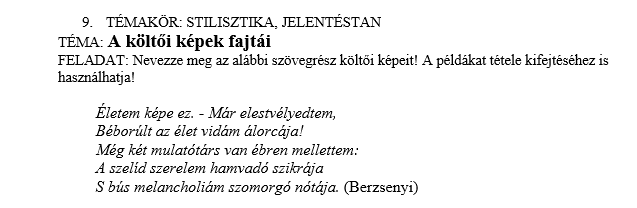 9. TÉMAKÖR: STILISZTIKA, JELENTÉSTAN
TÉMA: A költői képek fajtái
FELADAT: Nevezze meg az alábbi szövegrész költői képeit! A példákat tétele kifejtéséhez is
használhatja!
Életem képe ez. - Már elestvélyedtem,
Béborúlt az élet vidám álorcája!
Még két mulatótárs van ébren mellettem:
A szelíd szerelem hamvadó szikrája
S bús melancholiám szomorgó nótája. (Berzsenyi)